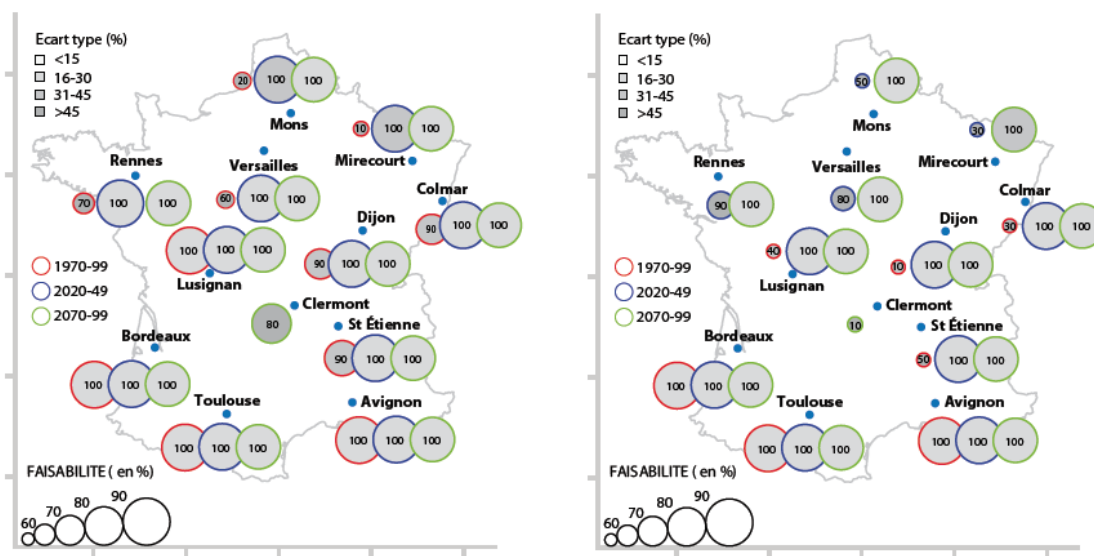 Ecart type (%)
<15
16-30
31-45
>45
20 100 100
Mons
10 100 100
Mirecourt
Rennes
70 100 100
Versailles
60 100 100
Colmar
90 100 100
Dijon
90 100 100
100 100 100
Lusignan
1970-99
2020-49
2070-99
Clermont
80
St Étienne
90 100 100
Bordeaux
100 100 100
Toulouse
100 100 100
Avignon
100 100 100
FAISABILITE ( en %)
60 70 80 90
Ecart type (%)
<15
16-30
31-45
>45
50 100
Mons
30 100
Mirecourt
Rennes
90 100
Versailles
80 100
Colmar
30 100 100
Dijon
10 100 100
40 100 100
Lusignan
1970-99
2020-49
2070-99
Clermont
10
St Étienne
50 100 100
Bordeaux
100 100 100
Toulouse
100 100 100
Avignon
100 100 100
FAISABILITE ( en %)
60 70 80 90